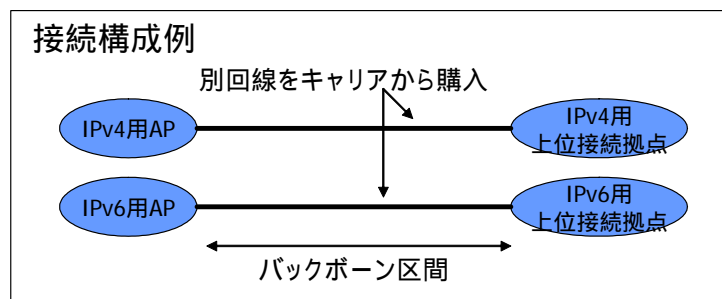 接続構成例
別回線をキャリアから購入
IPv4用AP
IPv4用
上位接続拠点
IPv6用AP
IPv6用
上位接続拠点
バックボーン区間